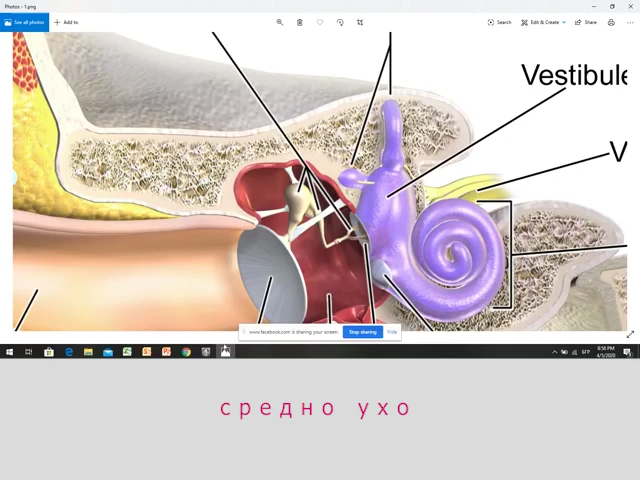 Photos - 1.png
See all photos
Add to
Search
Edit & Create
Share
Vestibule
V
www.facebook.com is sharing your screen.
Stop sharing
Hide
БГР
8:58 PM
4/5/2020
средно ухо